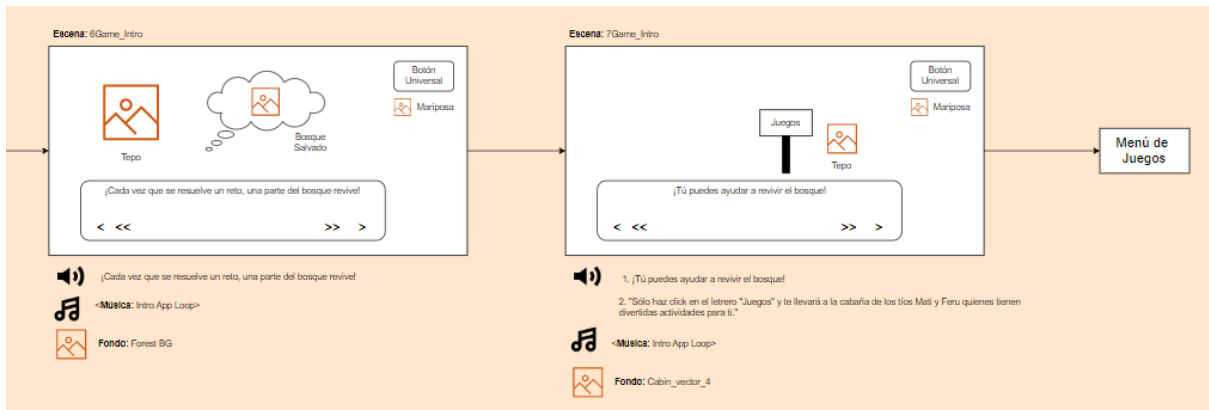 Escena: 6Game_Intro
Botón
Universal
Mariposa
Tepo
Bosque
Salvado
¡Cada vez que se resuelve un reto, una parte del bosque revive!
< << >> >
¡Cada vez que se resuelve un reto, una parte del bosque revive!
<Música: Intro App Loop>
Fondo: Forest BG
Escena: 7Game_Intro
Botón
Universal
Mariposa
Juegos
Tepo
¡Tú puedes ayudar a revivir el bosque!
< << >> >
1. ¡Tú puedes ayudar a revivir el bosque!
2. "Sólo haz click en el letrero "Juegos" y te llevará a la cabaña de los tíos Mati y Feru quienes tienen
divertidas actividades para ti."
<Música: Intro App Loop>
Fondo: Cabin_vector_4
Menú de
Juegos